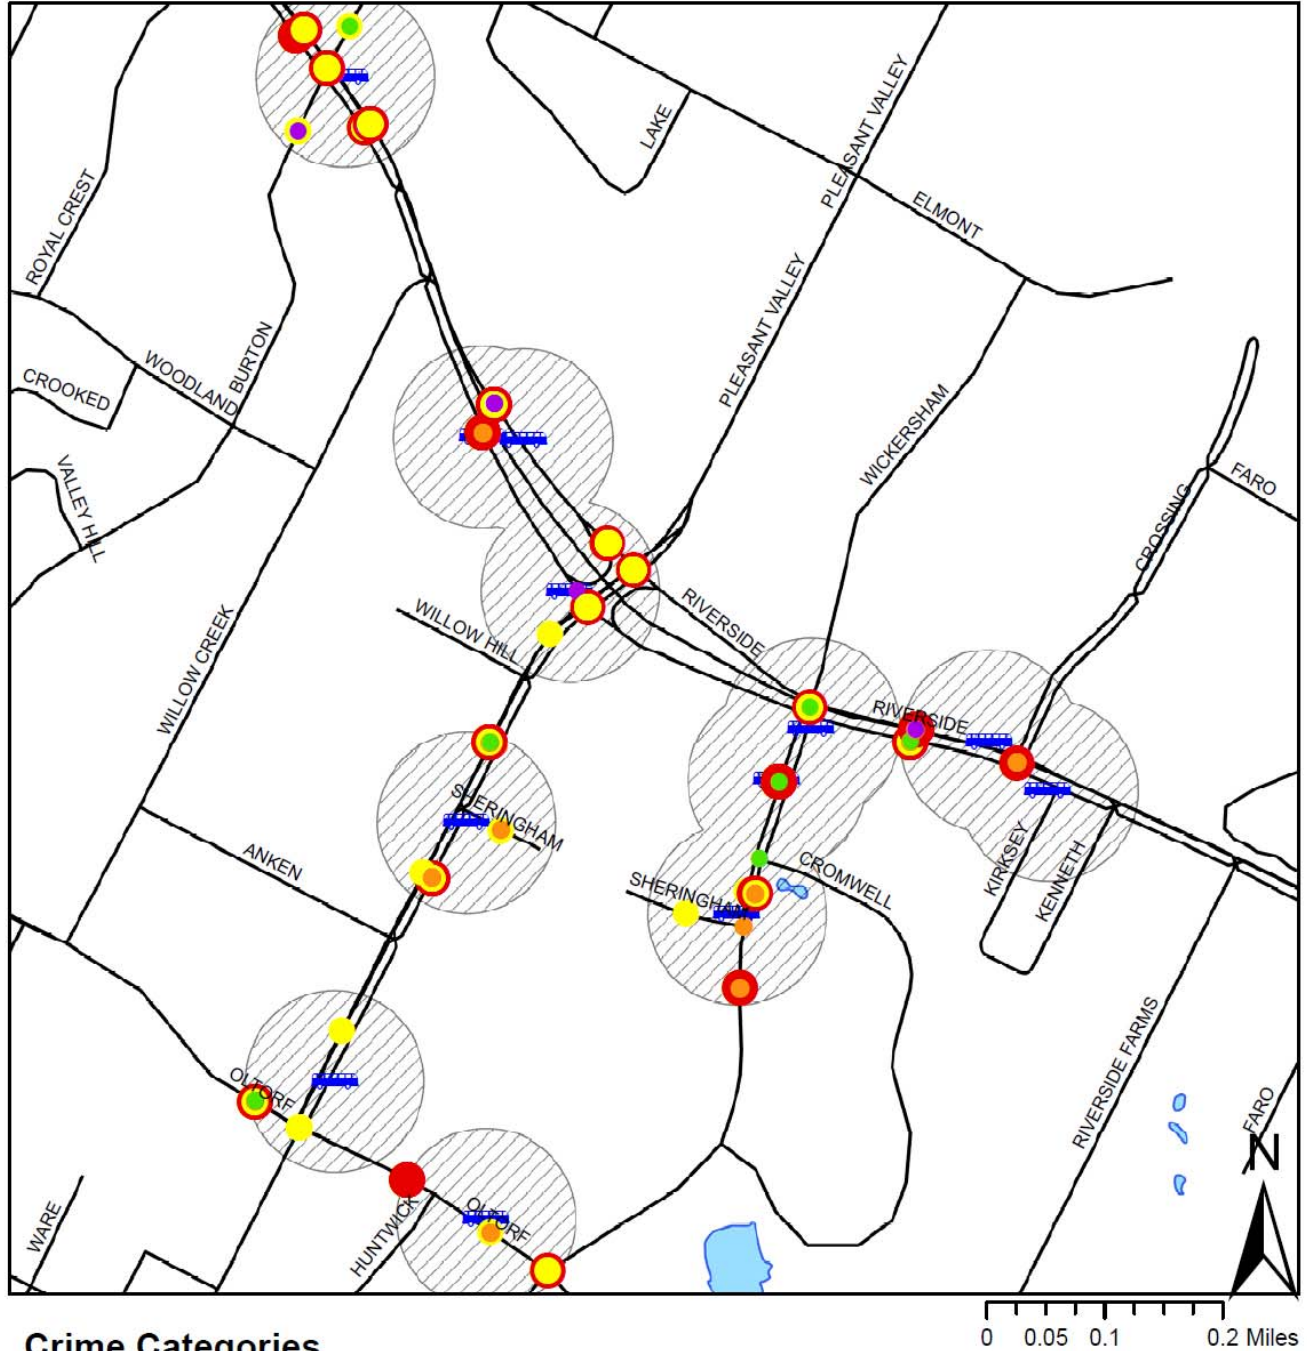 LAKE
PLEASANT VALLEY
ROYAL CREST
ELMONT
PLEASANT VALLEY
BURTON
WOODLAND
CROOKED
WICKERSHAM
VALLEY HILL
FARO
CROSSING
WILLOW HILL
RIVERSIDE
WILLOW CREEK
RIVERSIDE
SHERINGHAM
ANKEN
CROMWELL
KIRKSEY
KENNETH
SHERINGHAM
RIVERSIDE FARMS
OLTORF
FARO
N
WARE
HUNTWICK
OLTORF
Crime Categories
0 0.05 0.1 0.2 Miles